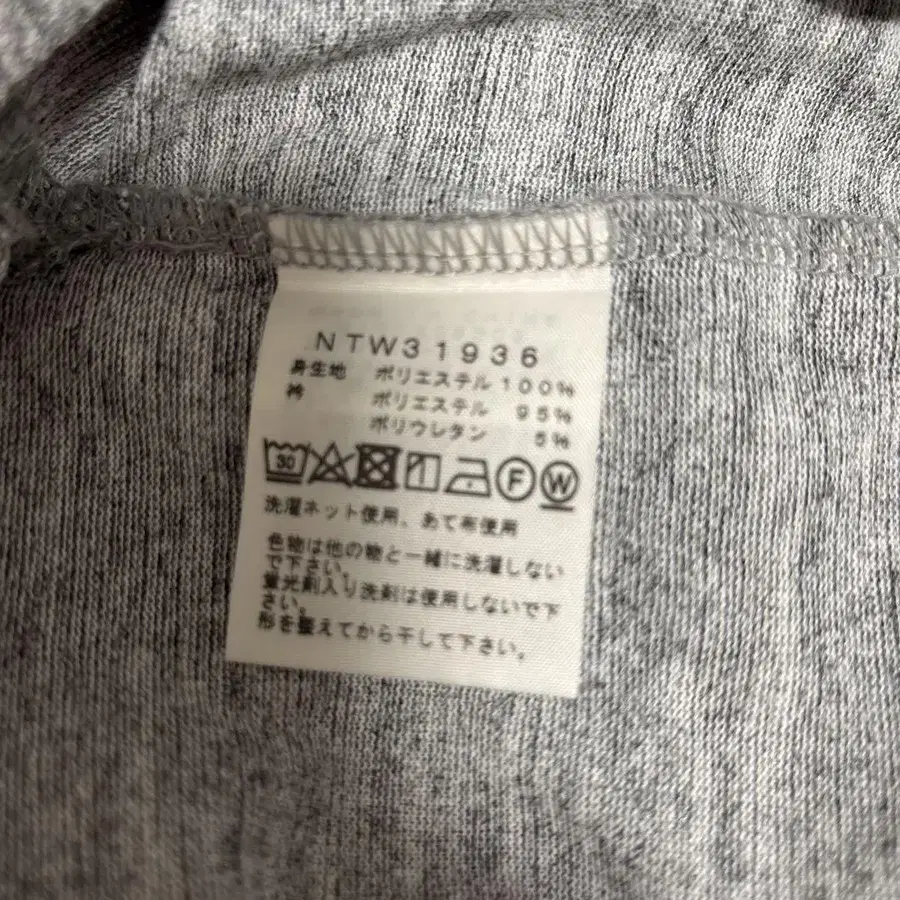 NTW31936
身生地 ポリエステル 100%
衿 ポリエステル 95%
ポリウレタン 5%
30 F W
洗濯ネット使用、あて布使用
色物は他の物と一緒に洗濯しない
で下さい。
蛍光剤入り洗剤は使用しないで下
さい。
形を整えてから干して下さい。